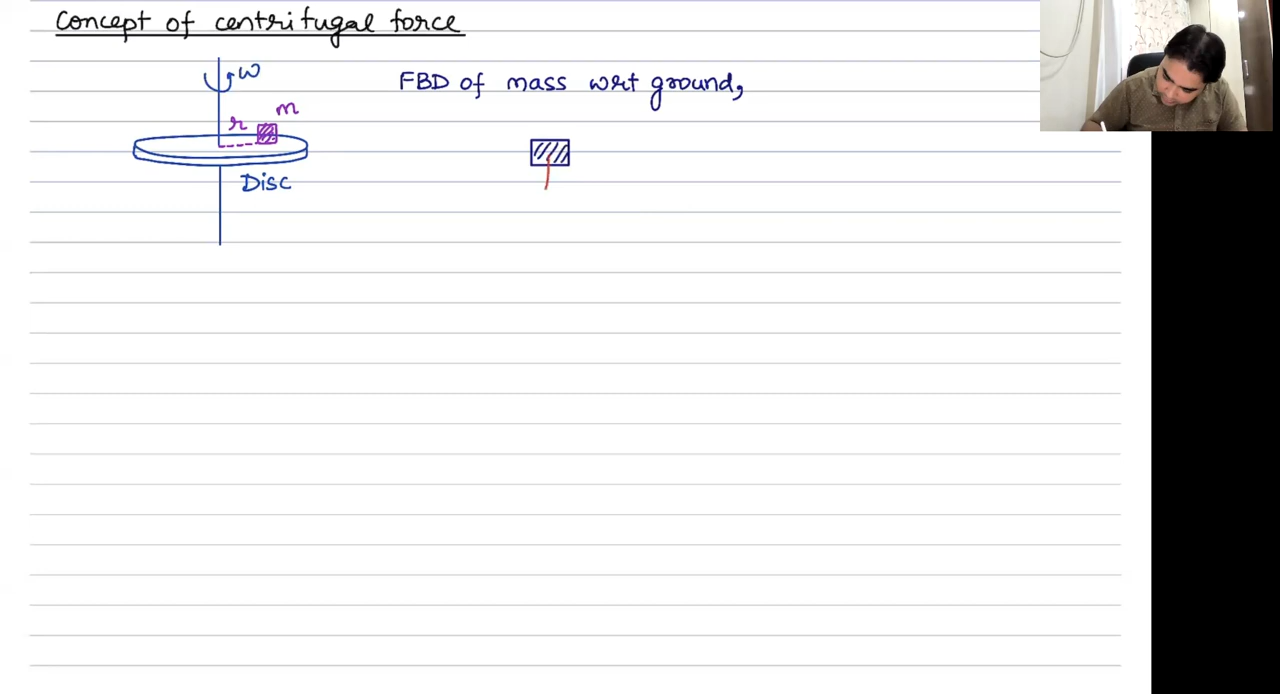 Concept of centrifugal force
ω
FBD of mass wrt ground,
m
r
Disc